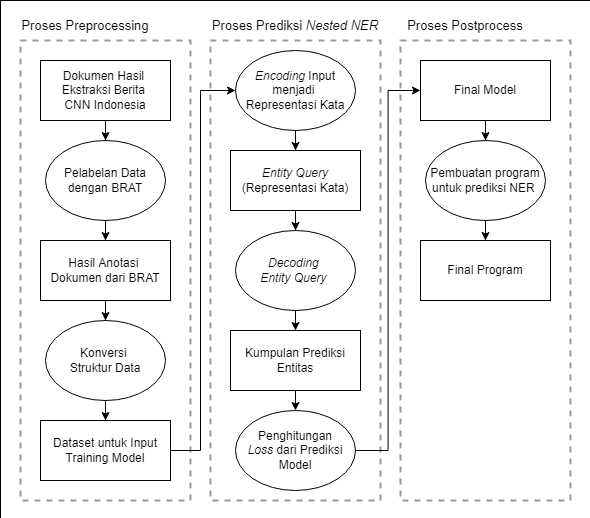 Proses Preprocessing
Dokumen Hasil
Ekstraksi Berita
CNN Indonesia
Pelabelan Data
dengan BRAT
Hasil Anotasi
Dokumen dari BRAT
Konversi
Struktur Data
Dataset untuk Input
Training Model
Proses Prediksi Nested NER
Encoding Input
menjadi
Representasi Kata
Entity Query
(Representasi Kata)
Decoding
Entity Query
Kumpulan Prediksi
Entitas
Penghitungan
Loss dari Prediksi
Model
Proses Postprocess
Final Model
Pembuatan program
untuk prediksi NER
Final Program